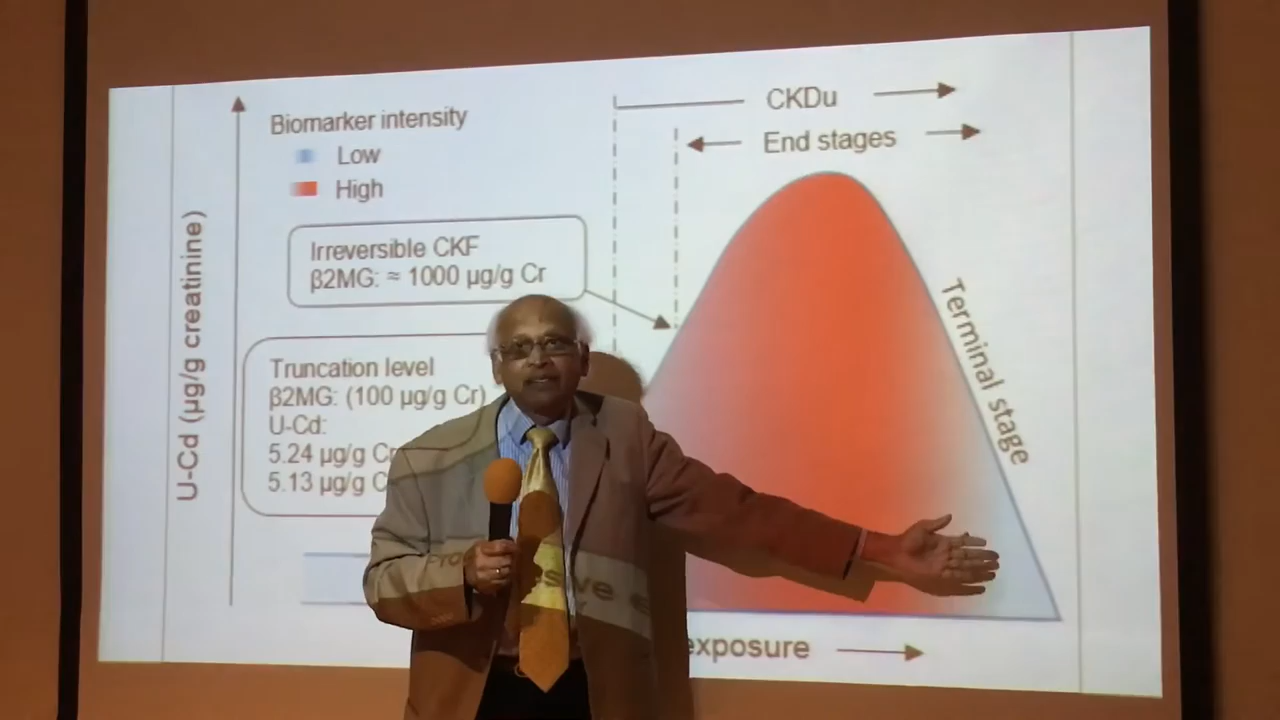 CKDu
End stages
Biomarker intensity
Low
High
Irreversible CKF
β2MG: ≈ 1000 µg/g Cr
Truncation level
β2MG: (100 µg/g Cr)
U-Cd:
5.24 µg/g Cr
5.13 µg/g C
U-Cd (µg/g creatinine)
Terminal stage
exposure